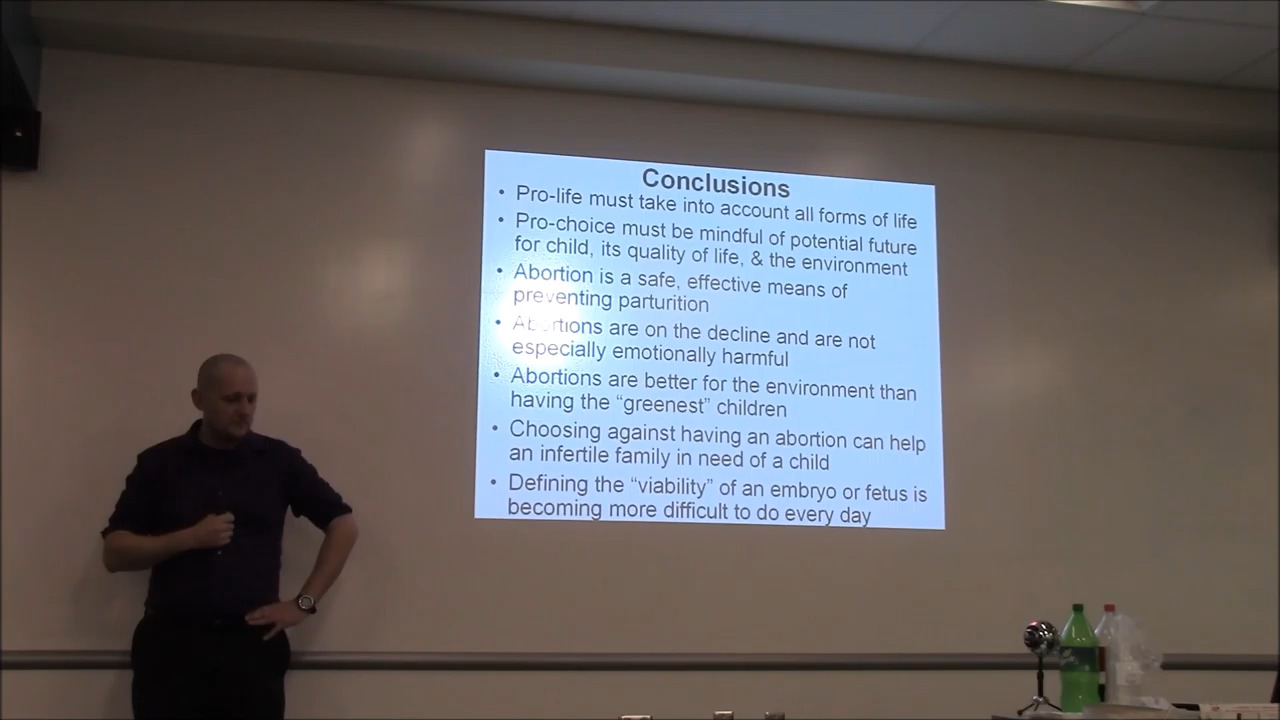 Conclusions
• Pro-life must take into account all forms of life
• Pro-choice must be mindful of potential future
for child, its quality of life, & the environment
• Abortion is a safe, effective means of
preventing parturition
• Abortions are on the decline and are not
especially emotionally harmful
• Abortions are better for the environment than
having the “greenest” children
• Choosing against having an abortion can help
an infertile family in need of a child
• Defining the “viability” of an embryo or fetus is
becoming more difficult to do every day